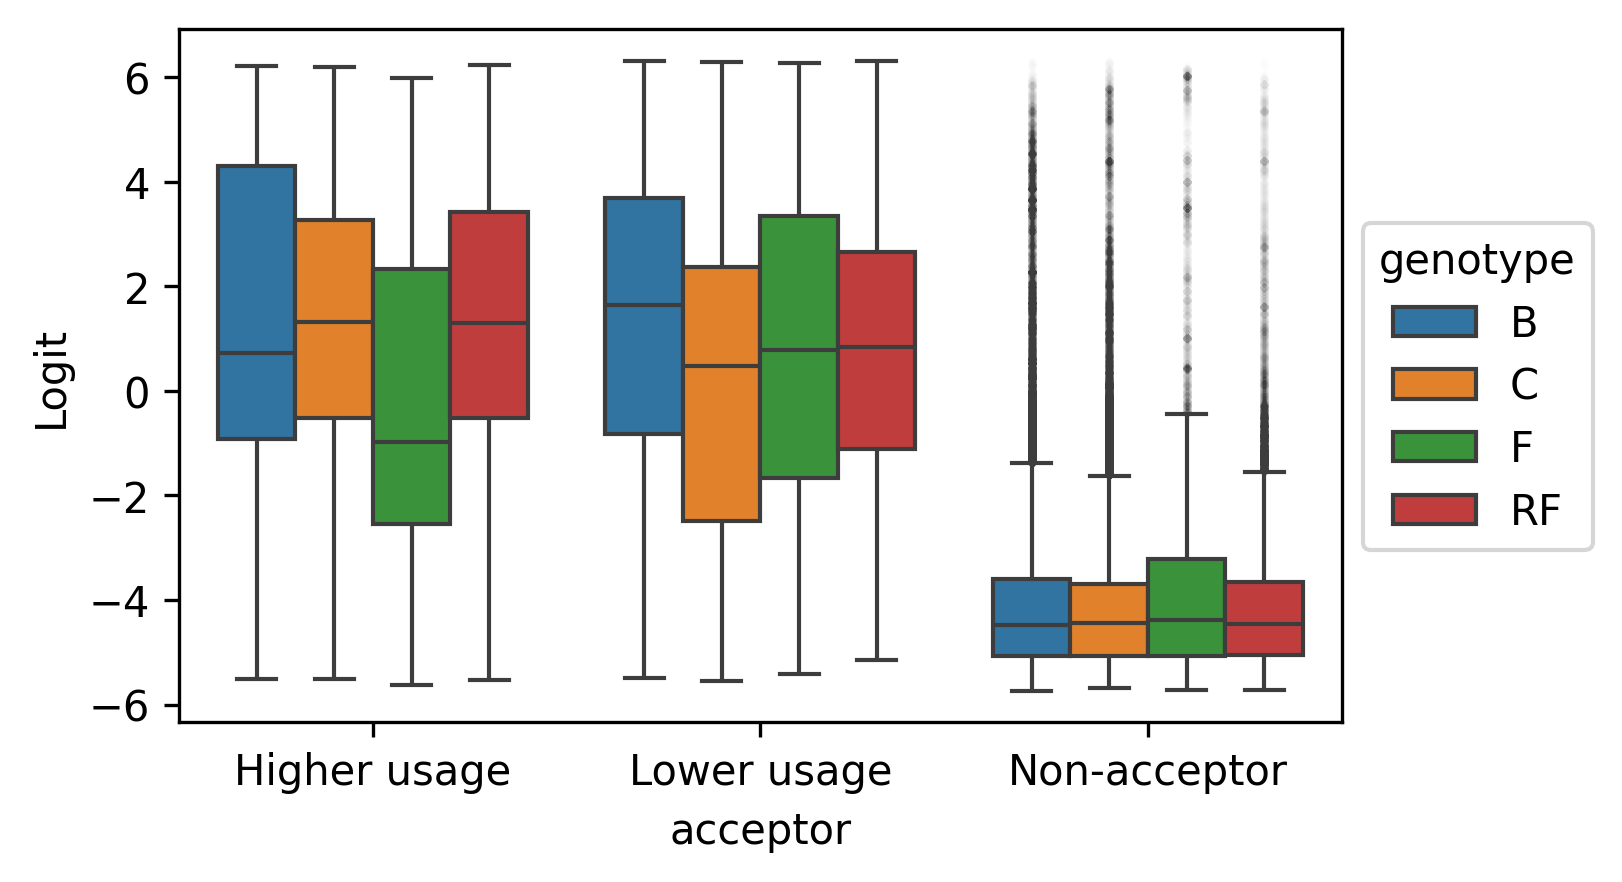 Logit
6
4
2
0
−2
−4
−6
Higher usage
Lower usage
Non-acceptor
acceptor
genotype
B
C
F
RF